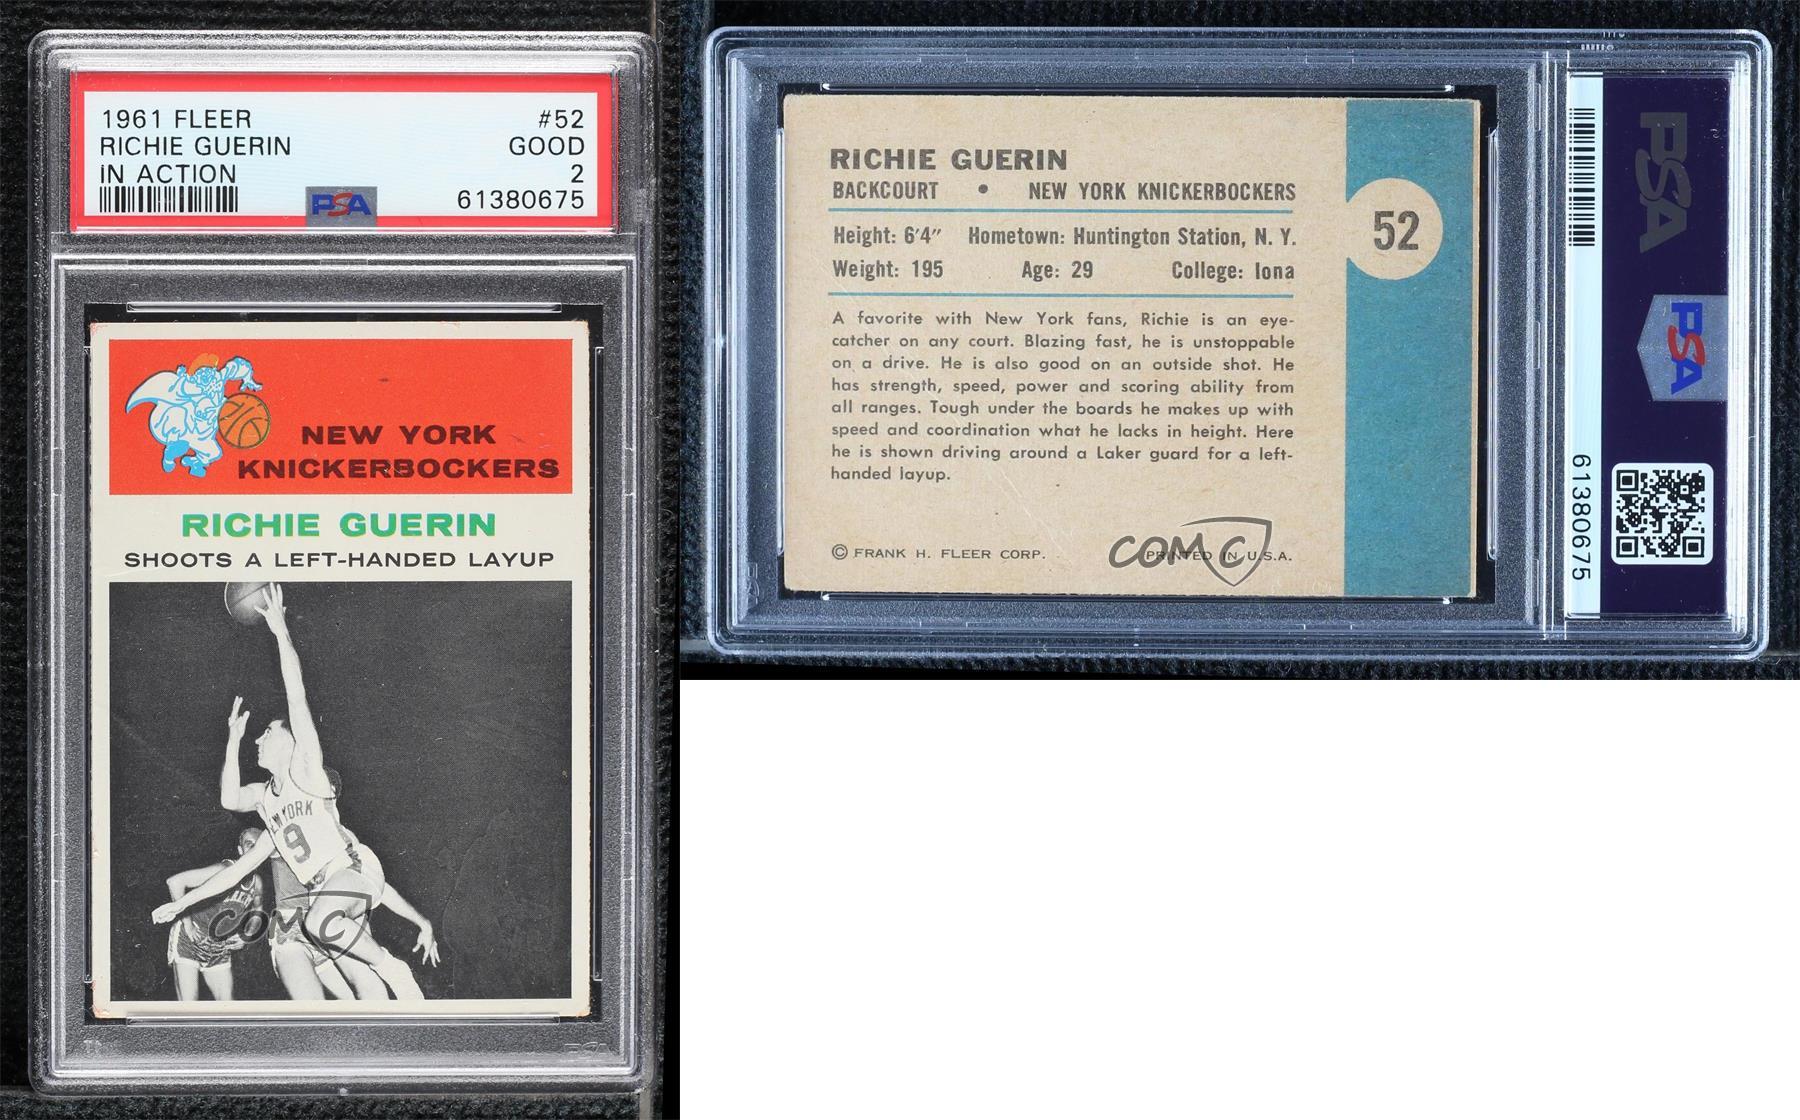 1961 FLEER #52
RICHIE GUERIN GOOD
IN ACTION 2
PSA 61380675
NEW YORK
KNICKERBOCKERS
RICHIE GUERIN
SHOOTS A LEFT-HANDED LAYUP
YORK
9
COMC
PSA
RICHIE GUERIN
BACKCOURT • NEW YORK KNICKERBOCKERS
52
Height: 6'4" Hometown: Huntington Station, N. Y.
Weight: 195 Age: 29 College: Iona
A favorite with New York fans, Richie is an eye-
catcher on any court. Blazing fast, he is unstoppable
on a drive. He is also good on an outside shot. He
has strength, speed, power and scoring ability from
all ranges. Tough under the boards he makes up with
speed and coordination what he lacks in height. Here
he is shown driving around a Laker guard for a left-
handed layup.
© FRANK H. FLEER CORP. PRINTED IN U.S.A.
COMC
PSA
PSA
61380675